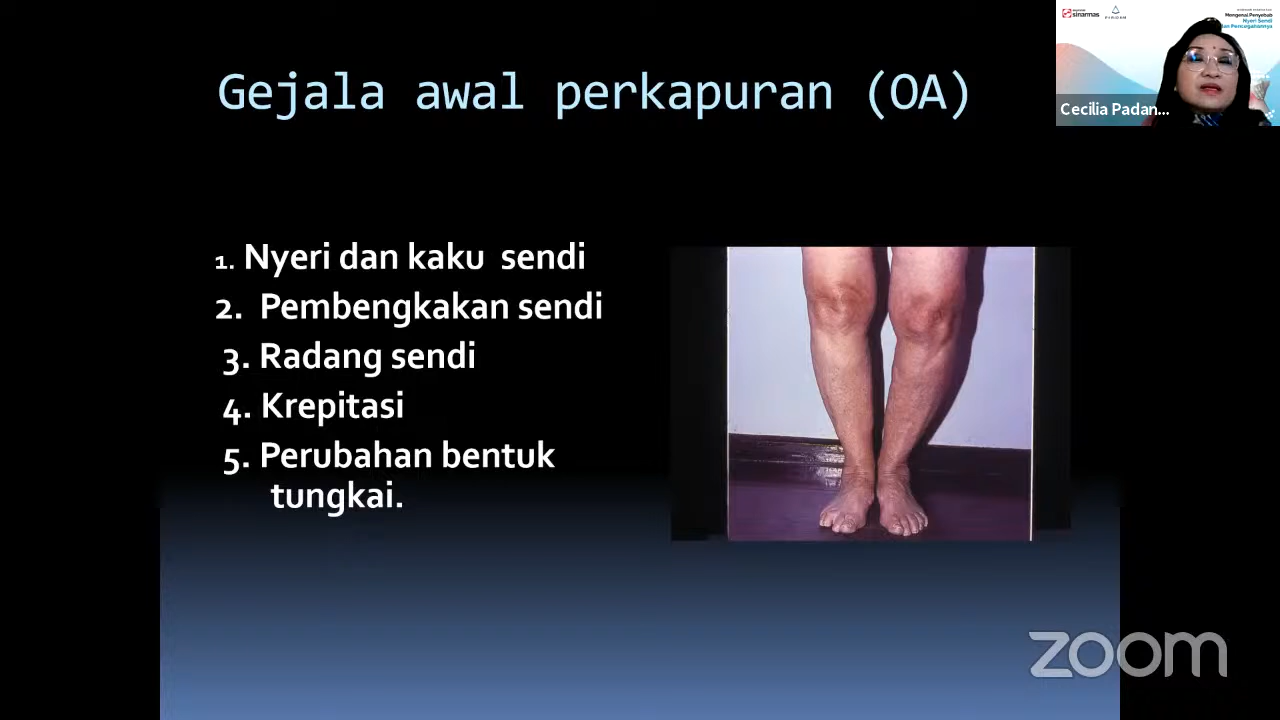 Gejala awal perkapuran (OA)
1. Nyeri dan kaku sendi
2. Pembengkakan sendi
3. Radang sendi
4. Krepitasi
5. Perubahan bentuk
tungkai.
sinarmas
Mengenal Penyebab
Nyeri Sendi
dan Pencegahannya
Cecilia Padan...
zoom